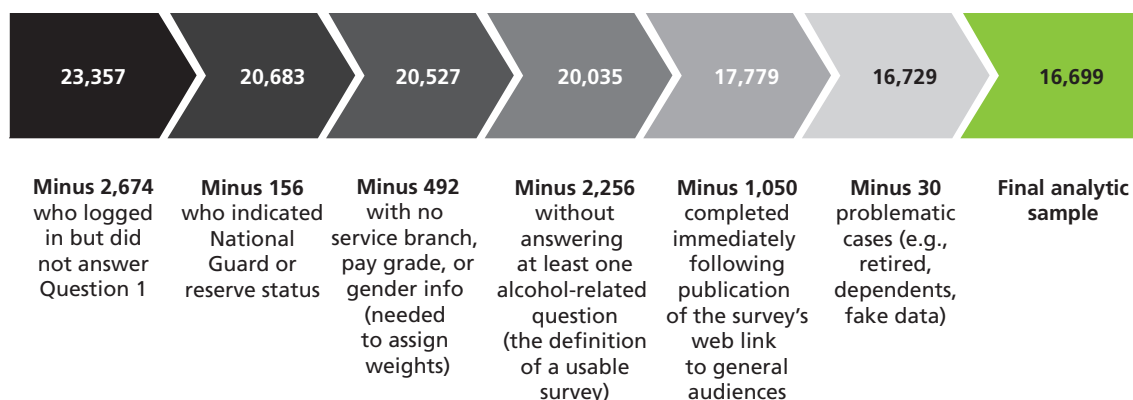 23,357
20,683
20,527
20,035
17,779
16,729
16,699
Minus 2,674
who logged
in but did
not answer
Question 1
Minus 156
who indicated
National
Guard or
reserve status
Minus 492
with no
service branch,
pay grade, or
gender info
(needed
to assign
weights)
Minus 2,256
without
answering
at least one
alcohol-related
question
(the definition
of a usable
survey)
Minus 1,050
completed
immediately
following
publication
of the survey’s
web link
to general
audiences
Minus 30
problematic
cases (e.g.,
retired,
dependents,
fake data)
Final analytic
sample